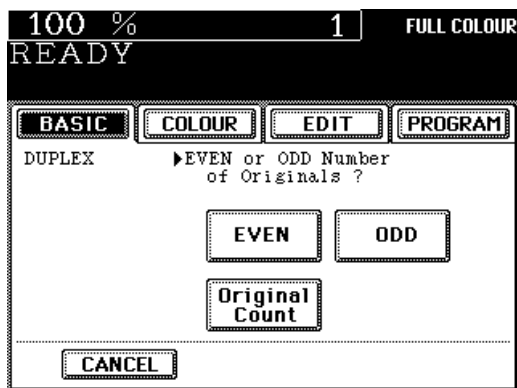 100 % 1 FULL COLOUR
READY
BASIC COLOUR EDIT PROGRAM
DUPLEX ▶EVEN or ODD Number
of Originals ?
EVEN ODD
Original
Count
CANCEL